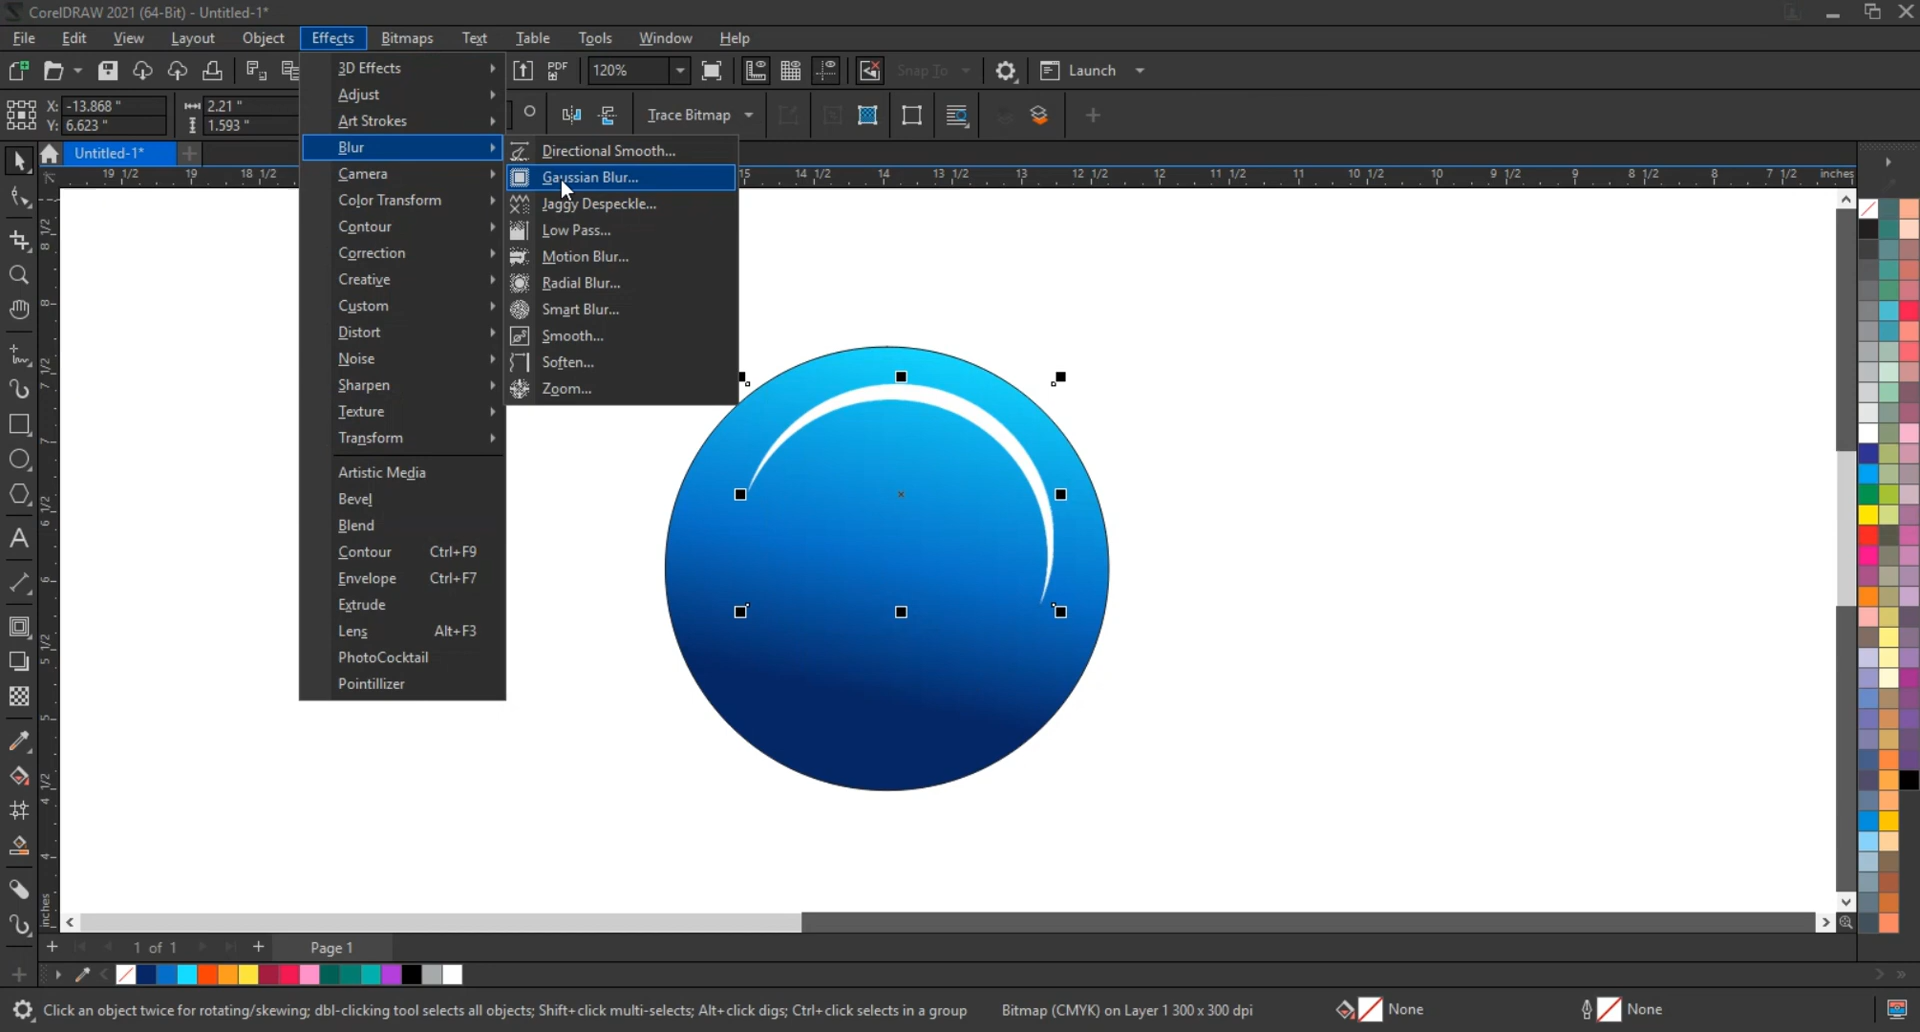 CorelDRAW 2021 (64-Bit) - Untitled-1*
File Edit View Layout Object Effects Bitmaps Text Table Tools Window Help
PDF 120% Snap To Launch
X: -13.868 " 2.21 "
Y: 6.623 " 1.593 "
Trace Bitmap
Untitled-1*
19 1/2 19 18 1/2 15 14 1/2 14 13 1/2 13 12 1/2 12 11 1/2 11 10 1/2 10 9 1/2 9 8 1/2 8 7 1/2 inches
3D Effects
Adjust
Art Strokes
Blur
Camera
Color Transform
Contour
Correction
Creative
Custom
Distort
Noise
Sharpen
Texture
Transform
Artistic Media
Bevel
Blend
Contour Ctrl+F9
Envelope Ctrl+F7
Extrude
Lens Alt+F3
PhotoCocktail
Pointillizer
Directional Smooth...
Gaussian Blur...
Jaggy Despeckle...
Low Pass...
Motion Blur...
Radial Blur...
Smart Blur...
Smooth...
Soften...
Zoom...
8 1/2
8
7 1/2
7
6 1/2
6
5 1/2
5
4 1/2
4
inches
1 of 1 Page 1
Click an object twice for rotating/skewing; dbl-clicking tool selects all objects; Shift+click multi-selects; Alt+click digs; Ctrl+click selects in a group Bitmap (CMYK) on Layer 1 300 x 300 dpi None None